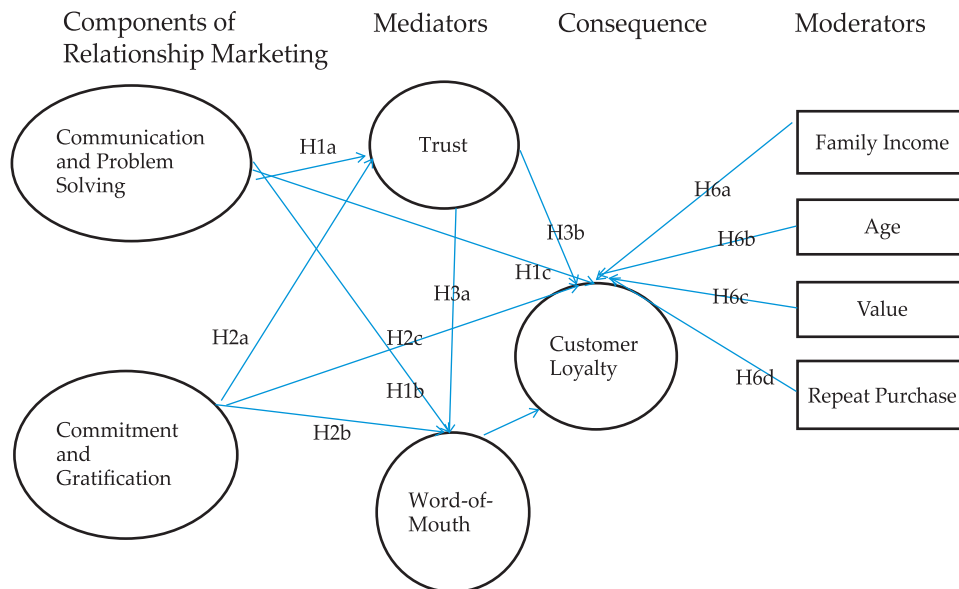 Components of
Relationship Marketing
Mediators
Consequence
Moderators
Communication
and Problem
Solving
H1a
Trust
Family Income
H6a
Age
H3b
H6b
H1c
H3a
H6c
Value
H2a
H2c
Customer
Loyalty
H1b
H6d
Repeat Purchase
Commitment
and
Gratification
H2b
Word-of-
Mouth